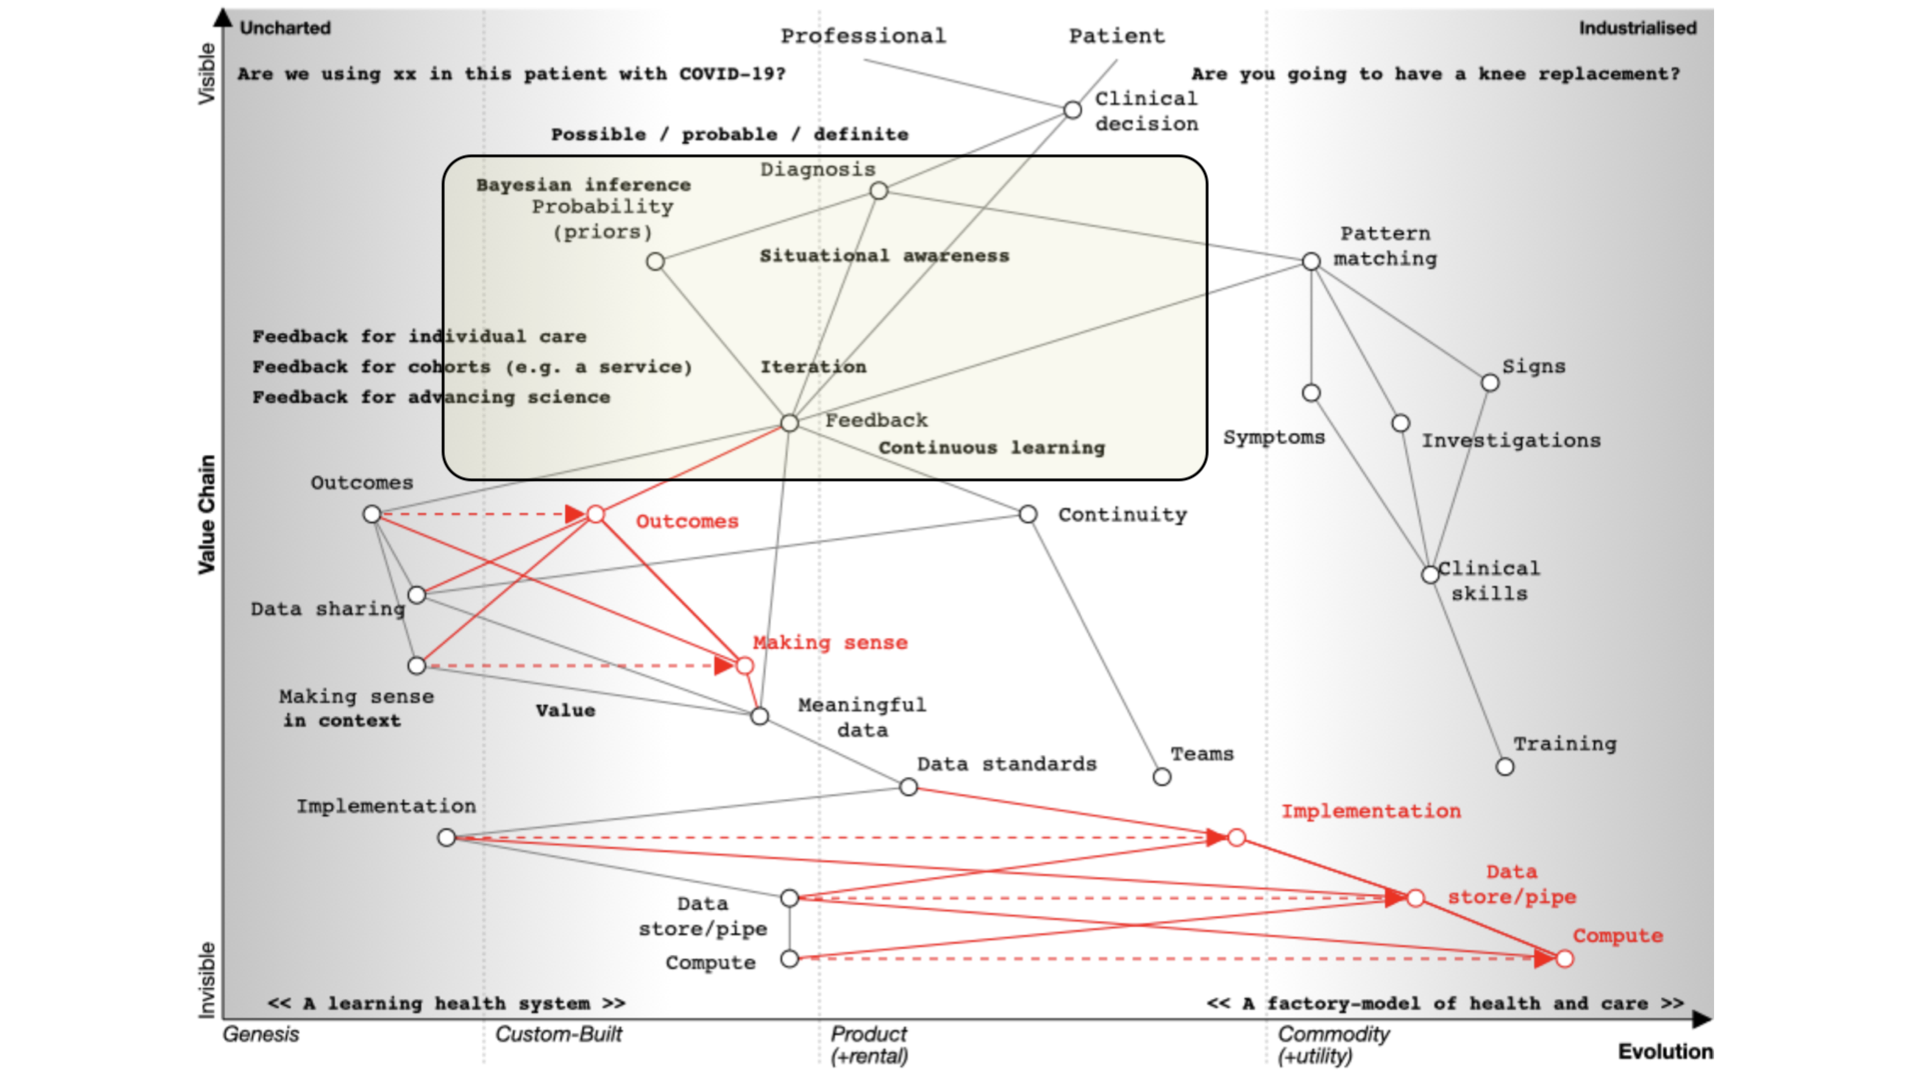 Uncharted
Industrialised
Professional
Patient
Are we using xx in this patient with COVID-19?
Are you going to have a knee replacement?
Clinical
decision
Possible / probable / definite
Diagnosis
Bayesian inference
Probability
(priors)
Situational awareness
Pattern
matching
Feedback for individual care
Feedback for cohorts (e.g. a service)
Feedback for advancing science
Iteration
Signs
Feedback
Continuous learning
Symptoms
Investigations
Outcomes
Outcomes
Continuity
Clinical
skills
Data sharing
Making sense
Making sense
in context
Value
Meaningful
data
Data standards
Teams
Training
Implementation
Implementation
Data
store/pipe
Data
store/pipe
Compute
Compute
<< A learning health system >>
<< A factory-model of health and care >>
Visible
Value Chain
Invisible
Genesis
Custom-Built
Product
(+rental)
Commodity
(+utility)
Evolution